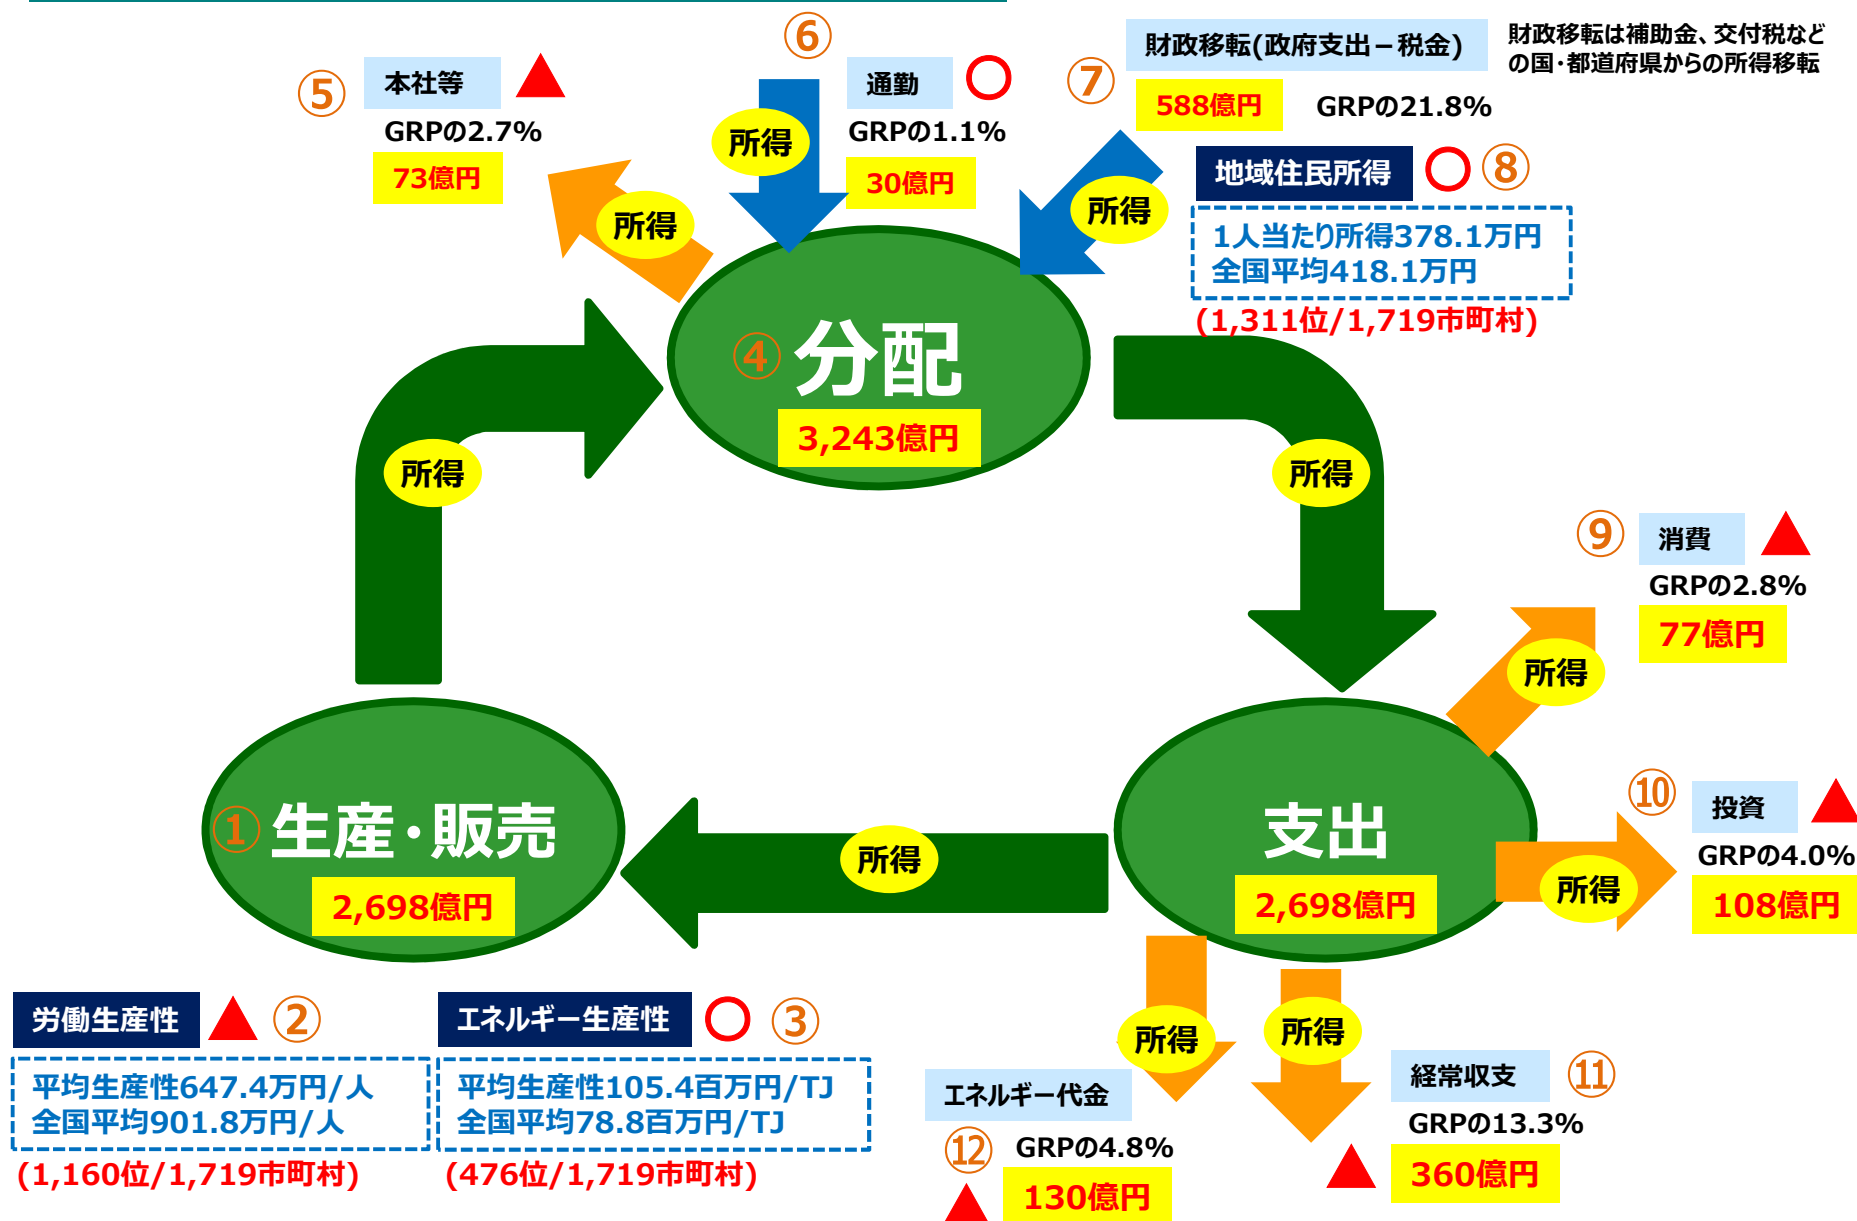 ⑤
本社等
▲
GRPの2.7%
73億円
所得
⑥
所得
通勤
○
GRPの1.1%
30億円
⑦
財政移転(政府支出－税金)
588億円
GRPの21.8%
所得
財政移転は補助金、交付税など
の国・都道府県からの所得移転
地域住民所得
○
⑧
1人当たり所得378.1万円
全国平均418.1万円
(1,311位/1,719市町村)
④
分配
3,243億円
所得
所得
⑨
消費
▲
GRPの2.8%
77億円
所得
⑩
投資
▲
GRPの4.0%
108億円
所得
①
生産・販売
2,698億円
所得
支出
2,698億円
労働生産性
▲
②
平均生産性647.4万円/人
全国平均901.8万円/人
(1,160位/1,719市町村)
エネルギー生産性
○
③
平均生産性105.4百万円/TJ
全国平均78.8百万円/TJ
(476位/1,719市町村)
所得
エネルギー代金
⑫
GRPの4.8%
▲
130億円
所得
経常収支
⑪
GRPの13.3%
▲
360億円